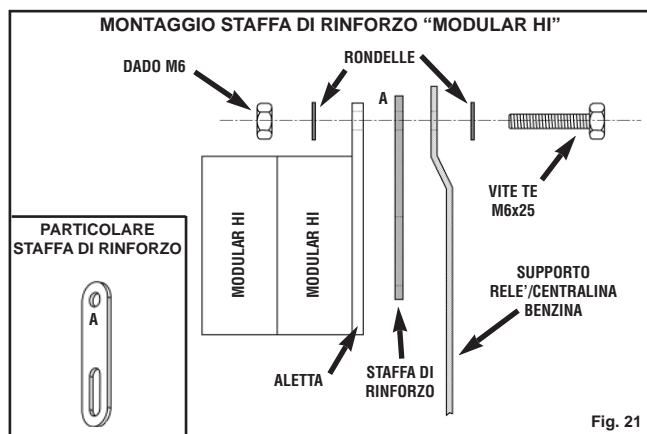 MONTAGGIO STAFFA DI RINFORZO “MODULAR HI”
DADO M6
RONDELLE
A
VITE TE
M6x25
MODULAR HI
MODULAR HI
PARTICOLARE
STAFFA DI RINFORZO
A
SUPPORTO
RELE’/CENTRALINA
BENZINA
ALETTA
STAFFA DI
RINFORZO
Fig. 21